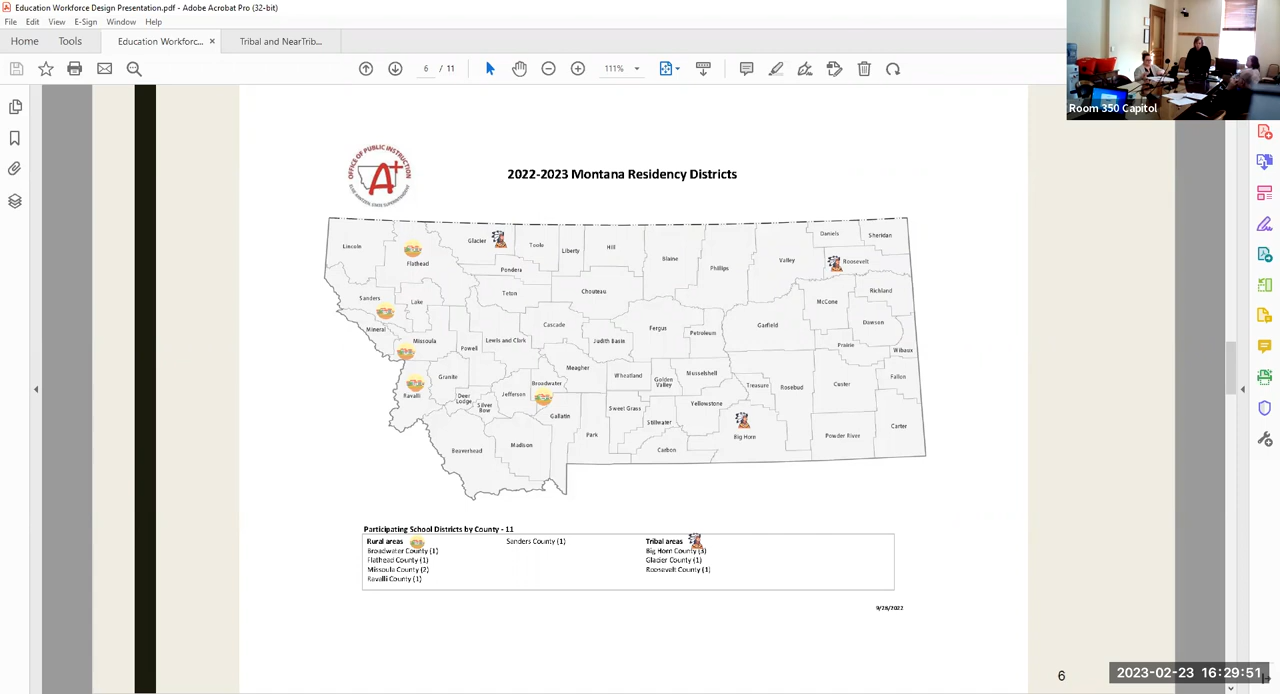 Education Workforce Design Presentation.pdf - Adobe Acrobat Pro (32-bit)
File Edit View E-Sign Window Help
Home Tools Education Workforc... × Tribal and NearTrib...
6 / 11 111%
Room 350 Capitol
OFFICE OF PUBLIC INSTRUCTION
A+
2022-2023 Montana Residency Districts
Lincoln
Flathead
Glacier
Toole
Liberty
Hill
Blaine
Phillips
Valley
Daniels
Sheridan
Roosevelt
Pondera
Sanders
Lake
Teton
Chouteau
McCone
Richland
Mineral
Missoula
Powell
Lewis and Clark
Cascade
Judith Basin
Fergus
Petroleum
Garfield
Dawson
Prairie
Wibaux
Ravalli
Granite
Deer Lodge
Silver Bow
Jefferson
Broadwater
Meagher
Wheatland
Golden Valley
Musselshell
Treasure
Rosebud
Custer
Fallon
Gallatin
Sweet Grass
Stillwater
Yellowstone
Beaverhead
Madison
Park
Carbon
Big Horn
Powder River
Carter
Participating School Districts by County - 11
Rural areas
Broadwater County (1)
Flathead County (1)
Missoula County (2)
Ravalli County (1)
Sanders County (1)
Tribal areas
Big Horn County (3)
Glacier County (1)
Roosevelt County (1)
9/28/2022
6
2023-02-23 16:29:51